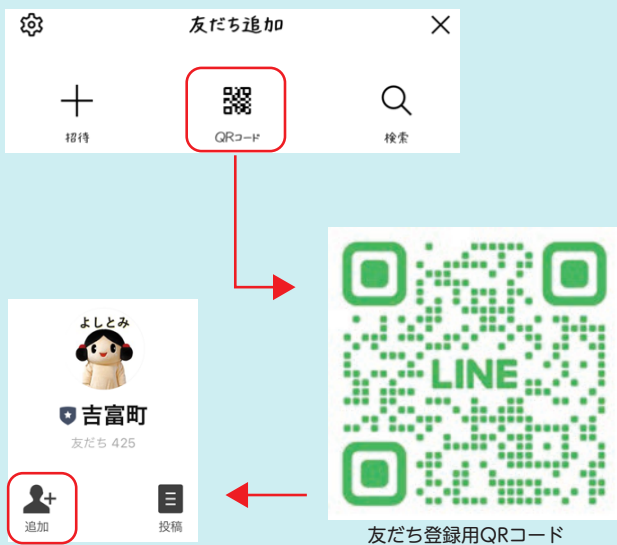 友だち追加
招待
QRコード
検索
LINE
友だち登録用QRコード
よしとみ
吉富町
友だち 425
追加
投稿